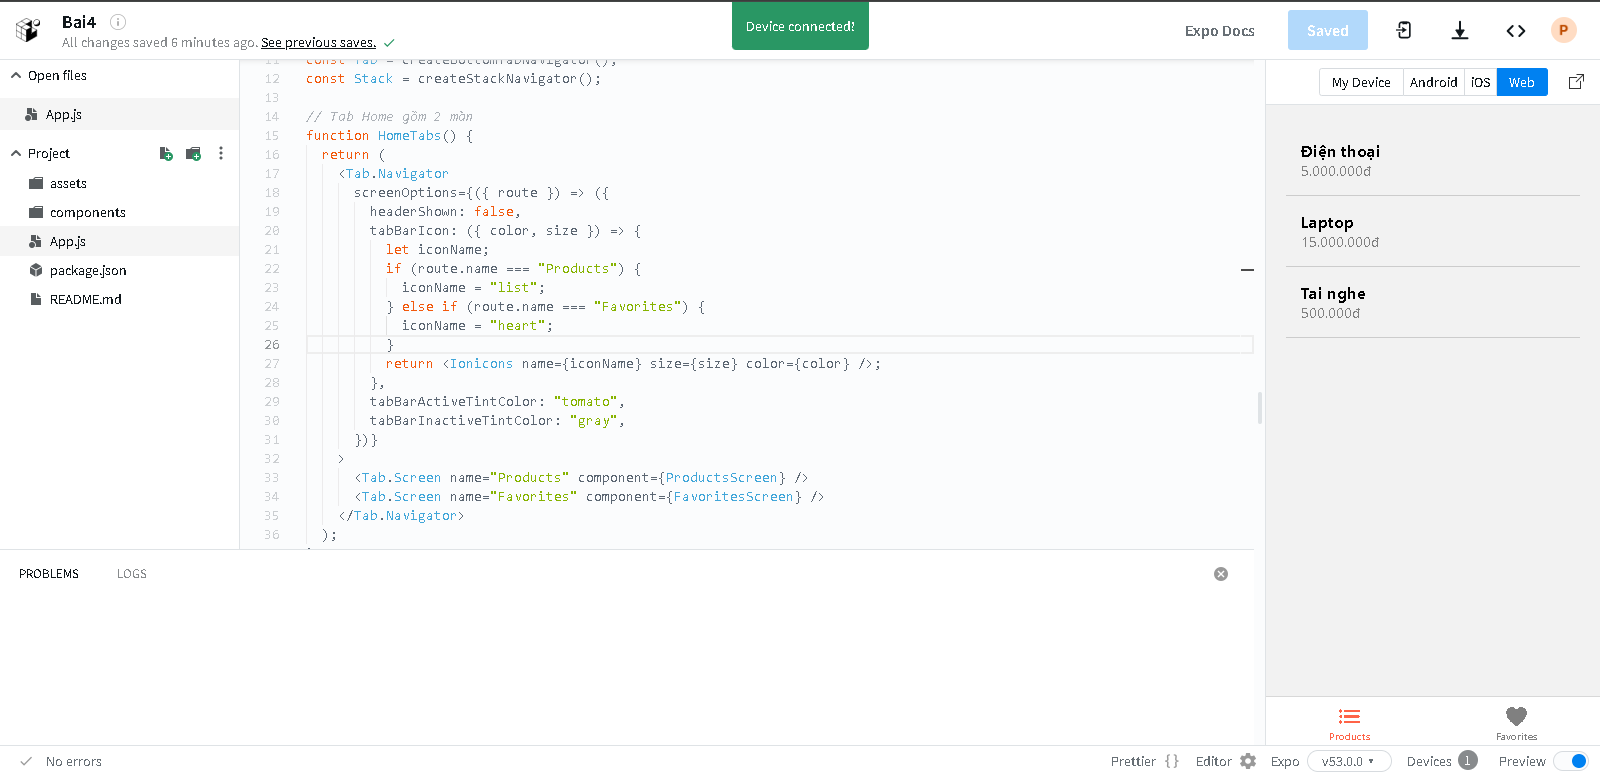 Bai4
All changes saved 6 minutes ago. See previous saves.
Device connected!
Expo Docs
Saved
P
Open files
App.js
Project
assets
components
App.js
package.json
README.md
11 const Tab = createBottomTabNavigator();
12 const Stack = createStackNavigator();
13
14 // Tab Home gồm 2 màn
15 function HomeTabs() {
16 return (
17 <Tab.Navigator
18 screenOptions={({ route }) => ({
19 headerShown: false,
20 tabBarIcon: ({ color, size }) => {
21 let iconName;
22 if (route.name === "Products") {
23 iconName = "list";
24 } else if (route.name === "Favorites") {
25 iconName = "heart";
26 }
27 return <Ionicons name={iconName} size={size} color={color} />;
28 },
29 tabBarActiveTintColor: "tomato",
30 tabBarInactiveTintColor: "gray",
31 })}
32 >
33 <Tab.Screen name="Products" component={ProductsScreen} />
34 <Tab.Screen name="Favorites" component={FavoritesScreen} />
35 </Tab.Navigator>
36 );
PROBLEMS
LOGS
My Device
Android
iOS
Web
Điện thoại
5.000.000đ
Laptop
15.000.000đ
Tai nghe
500.000đ
Products
Favorites
No errors
Prettier { }
Editor
Expo
v53.0.0
Devices
1
Preview